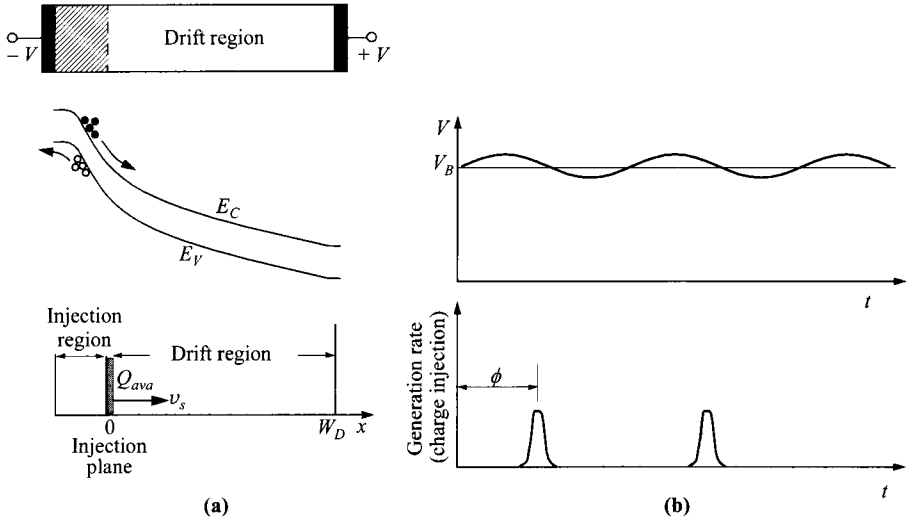 Drift region
− V
+ V
E_C
E_V
Injection
region
Drift region
Q_ava
v_s
0
W_D
x
Injection
plane
(a)
V
V_B
t
Generation rate
(charge injection)
ϕ
t
(b)